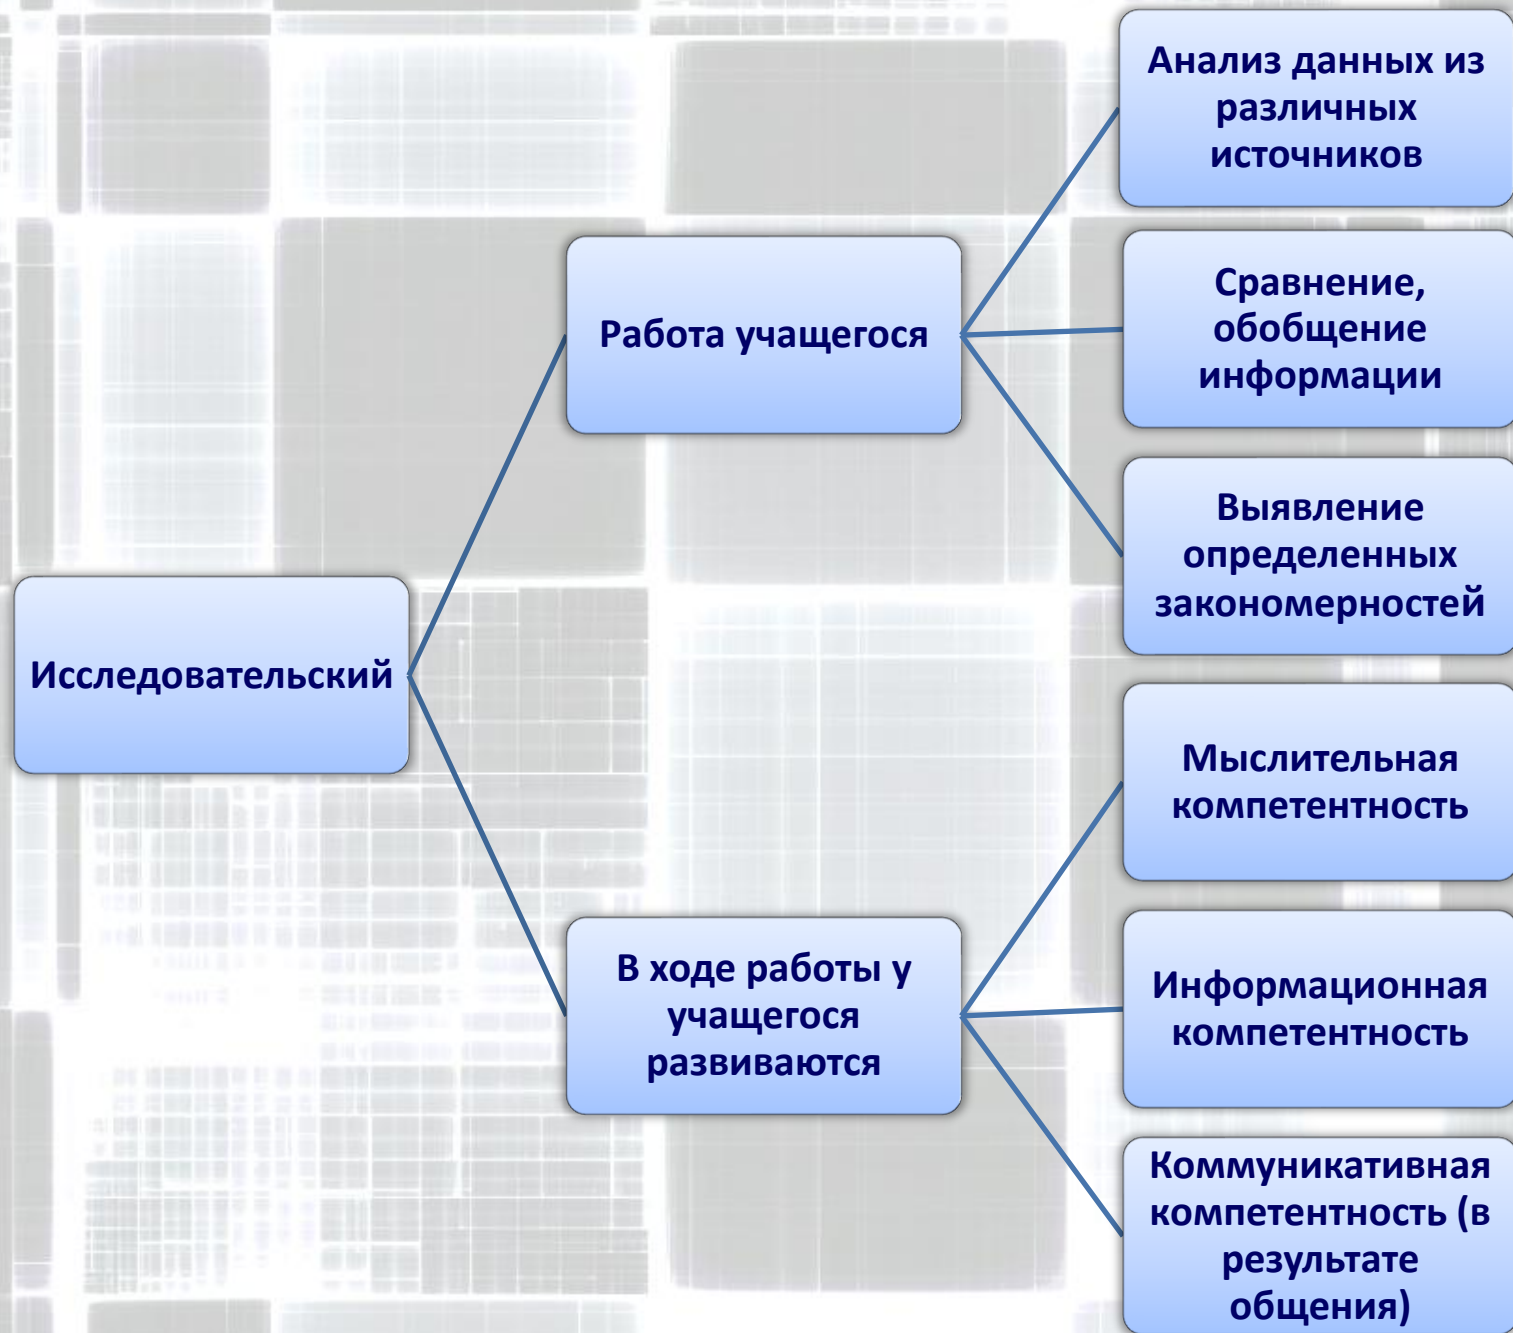 Исследовательский
Работа учащегося
Анализ данных из
различных
источников
Сравнение,
обобщение
информации
Выявление
определенных
закономерностей
В ходе работы у
учащегося
развиваются
Мыслительная
компетентность
Информационная
компетентность
Коммуникативная
компетентность (в
результате
общения)